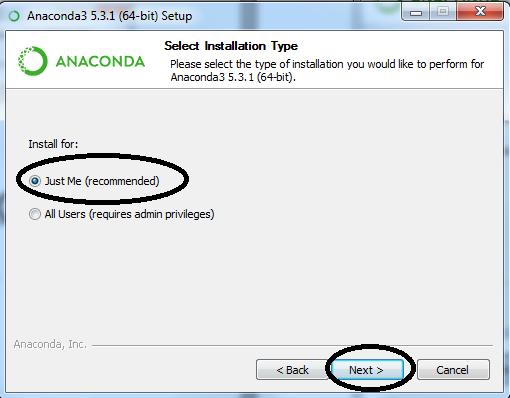 Anaconda3 5.3.1 (64-bit) Setup
ANACONDA
Select Installation Type
Please select the type of installation you would like to perform for
Anaconda3 5.3.1 (64-bit).
Install for:
Just Me (recommended)
All Users (requires admin privileges)
Anaconda, Inc.
< Back
Next >
Cancel